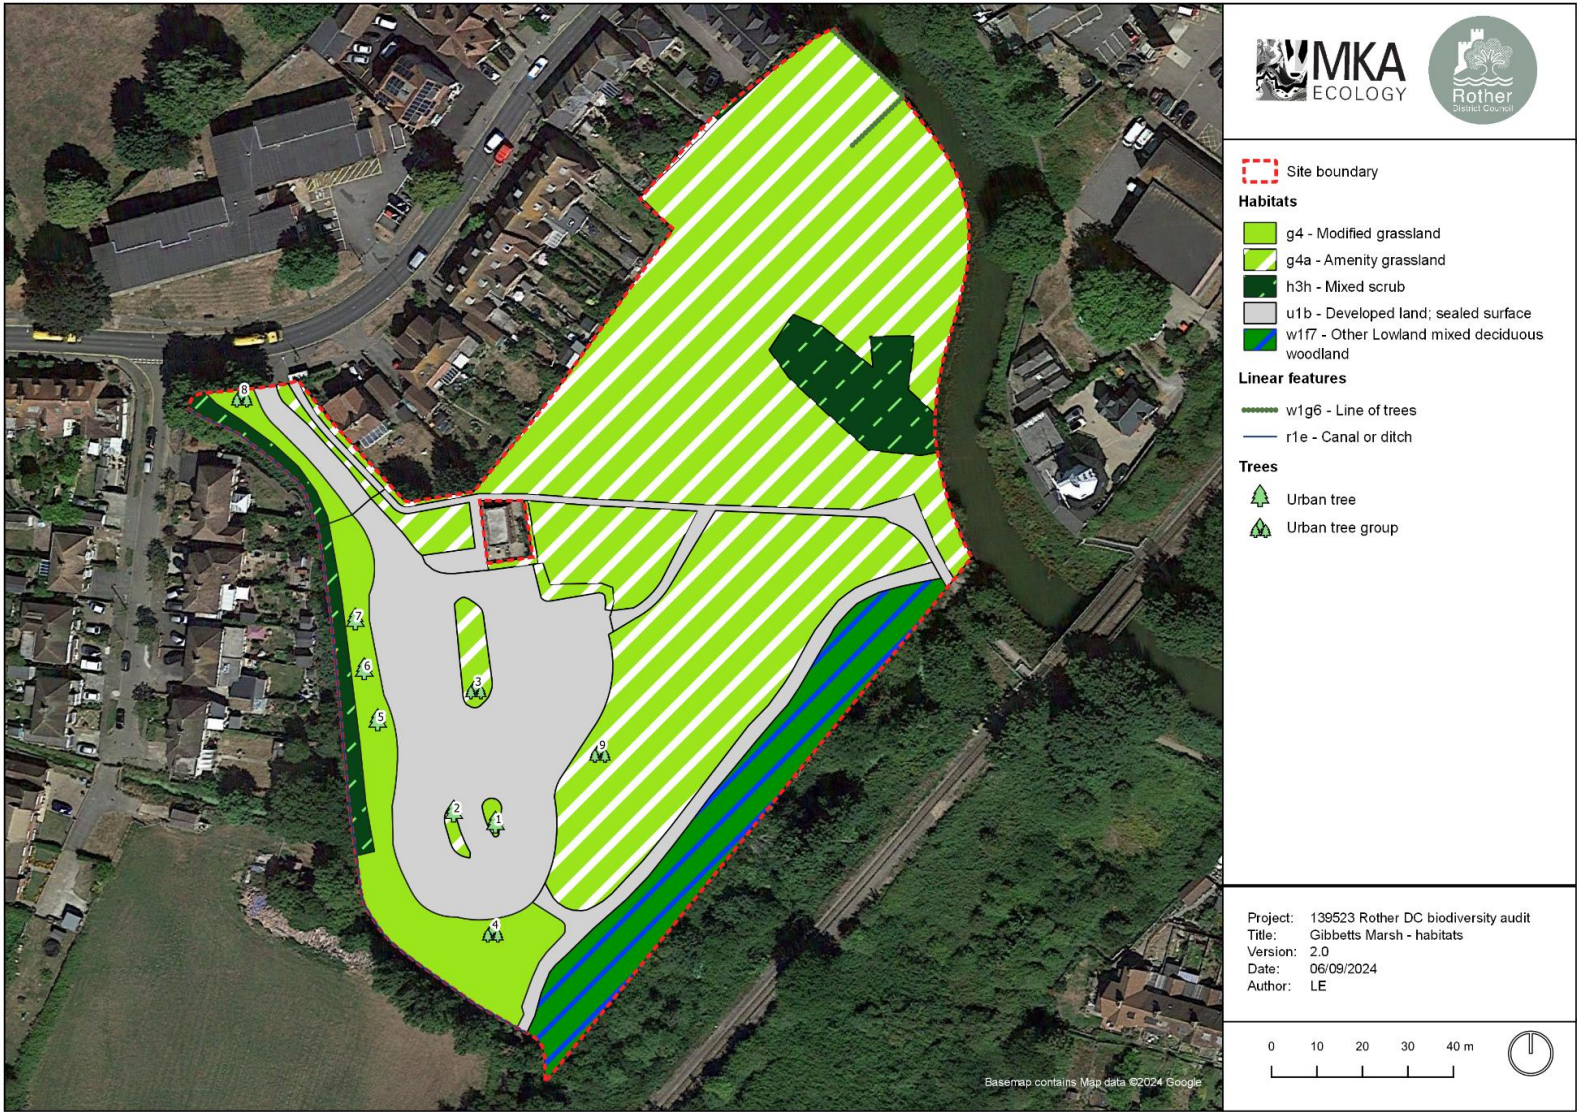 MKA
ECOLOGY
Rother
District Council
Site boundary
Habitats
g4 - Modified grassland
g4a - Amenity grassland
h3h - Mixed scrub
u1b - Developed land; sealed surface
w1f7 - Other Lowland mixed deciduous
woodland
Linear features
w1g6 - Line of trees
r1e - Canal or ditch
Trees
Urban tree
Urban tree group
8
7
6
5
3
9
2
1
4
Project: 139523 Rother DC biodiversity audit
Title: Gibbetts Marsh - habitats
Version: 2.0
Date: 06/09/2024
Author: LE
0 10 20 30 40 m
Basemap contains Map data ©2024 Google